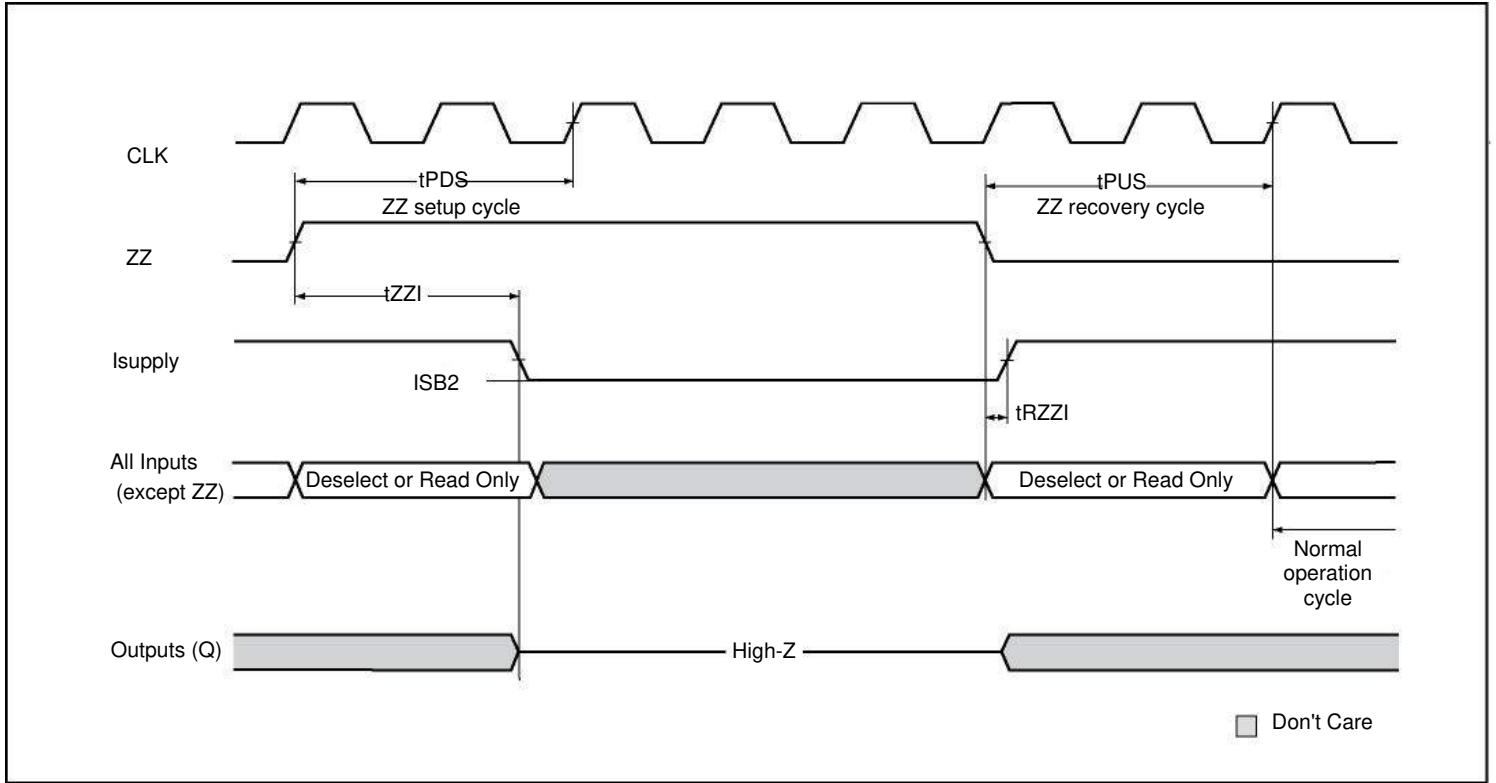 CLK
tPDS
tPUS
ZZ setup cycle
ZZ recovery cycle
ZZ
tZZI
Isupply
ISB2
tRZZI
All Inputs
(except ZZ)
Deselect or Read Only
Deselect or Read Only
Normal
operation
cycle
Outputs (Q)
High-Z
Don't Care